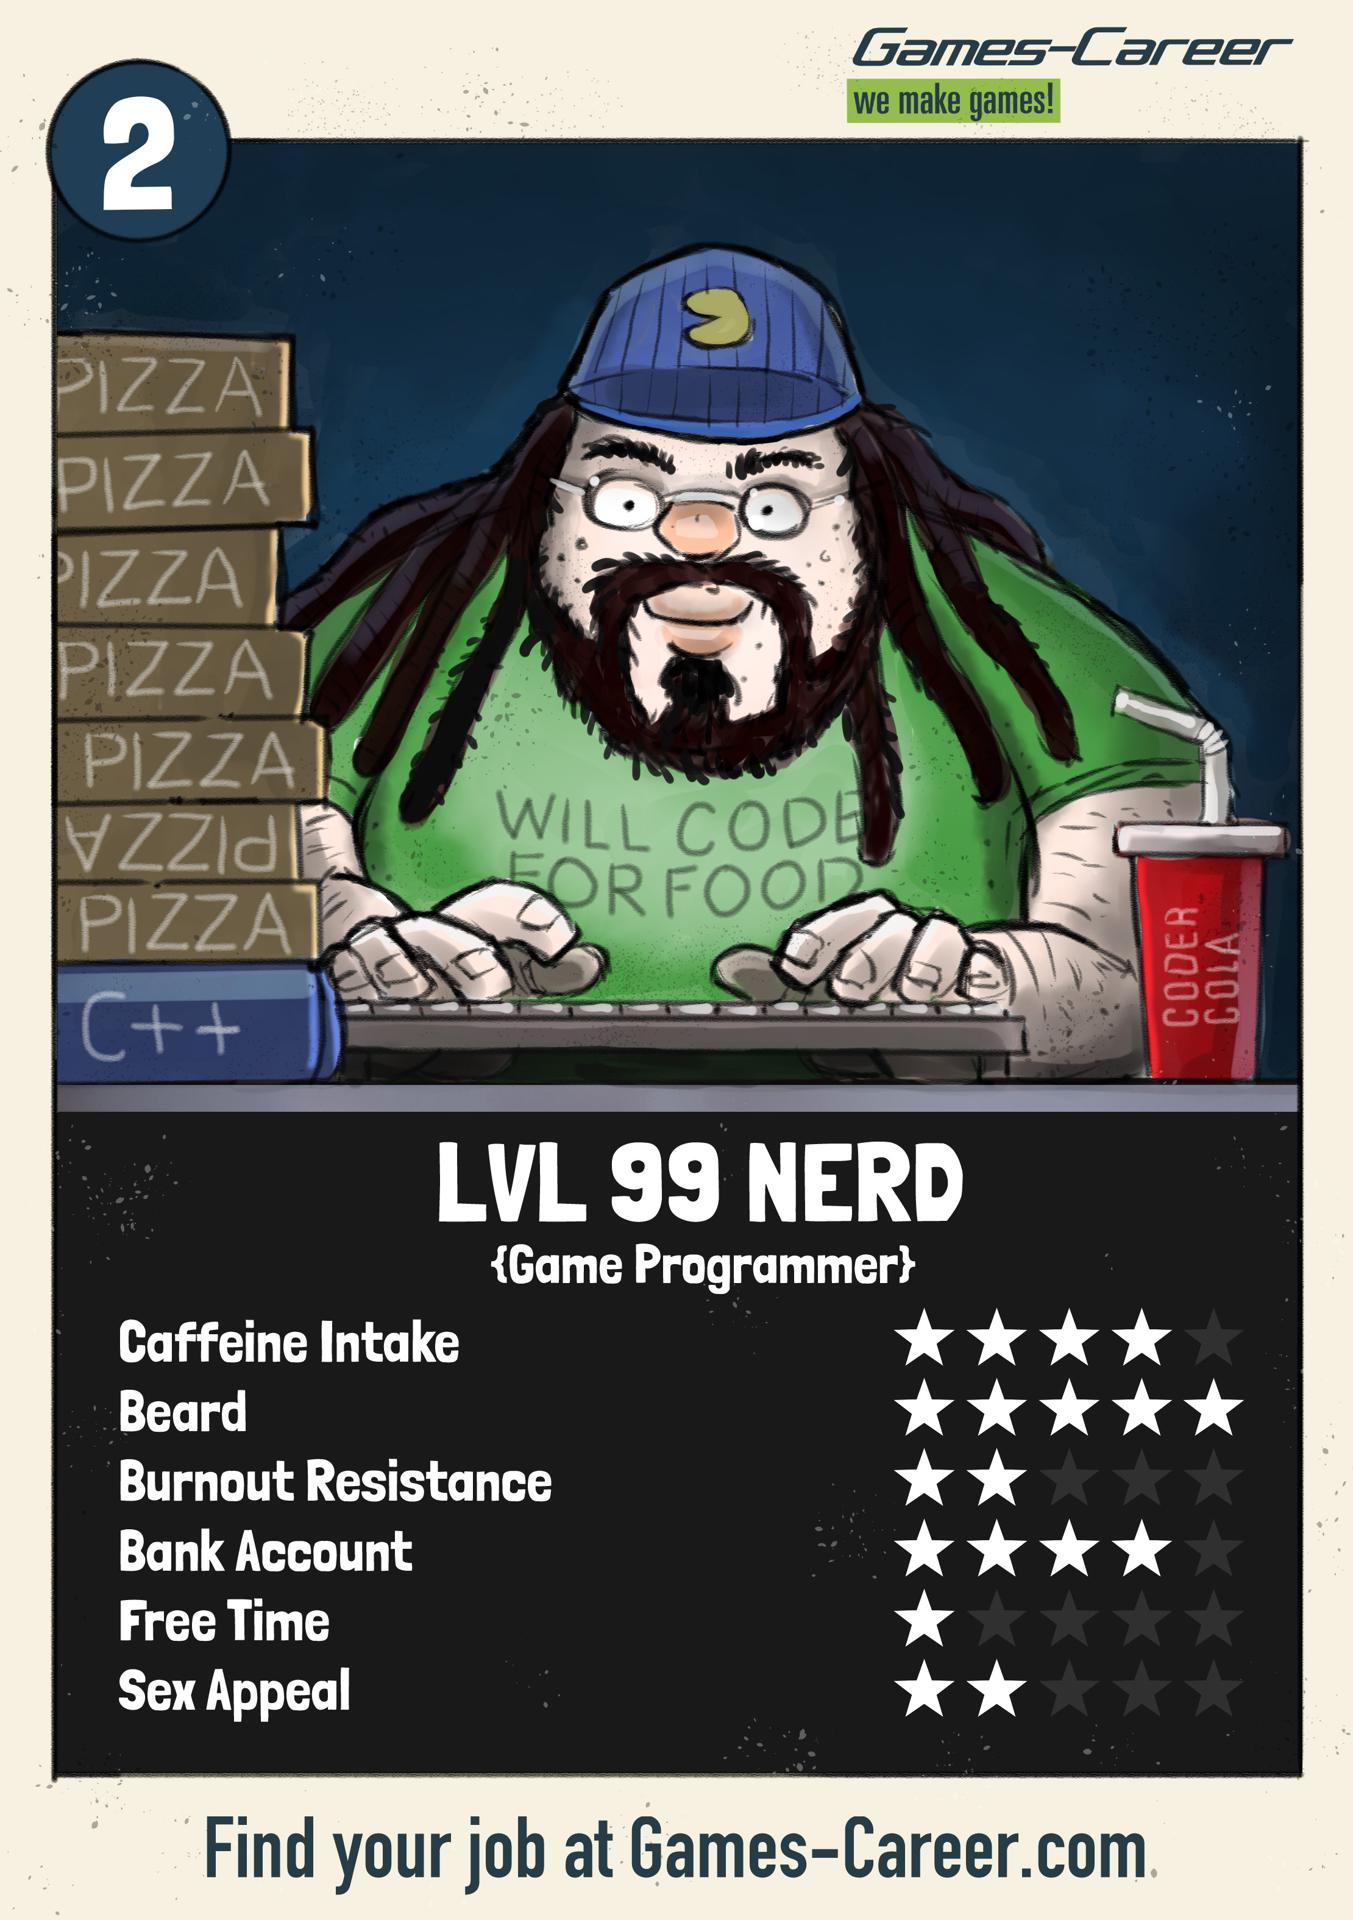 Games-Career
we make games!
2
PIZZA
PIZZA
PIZZA
PIZZA
PIZZA
PIZZA
PIZZA
C++
WILL CODE
FOR FOOD
CODER
COLA
LVL 99 NERD
{Game Programmer}
Caffeine Intake
Beard
Burnout Resistance
Bank Account
Free Time
Sex Appeal
Find your job at Games-Career.com